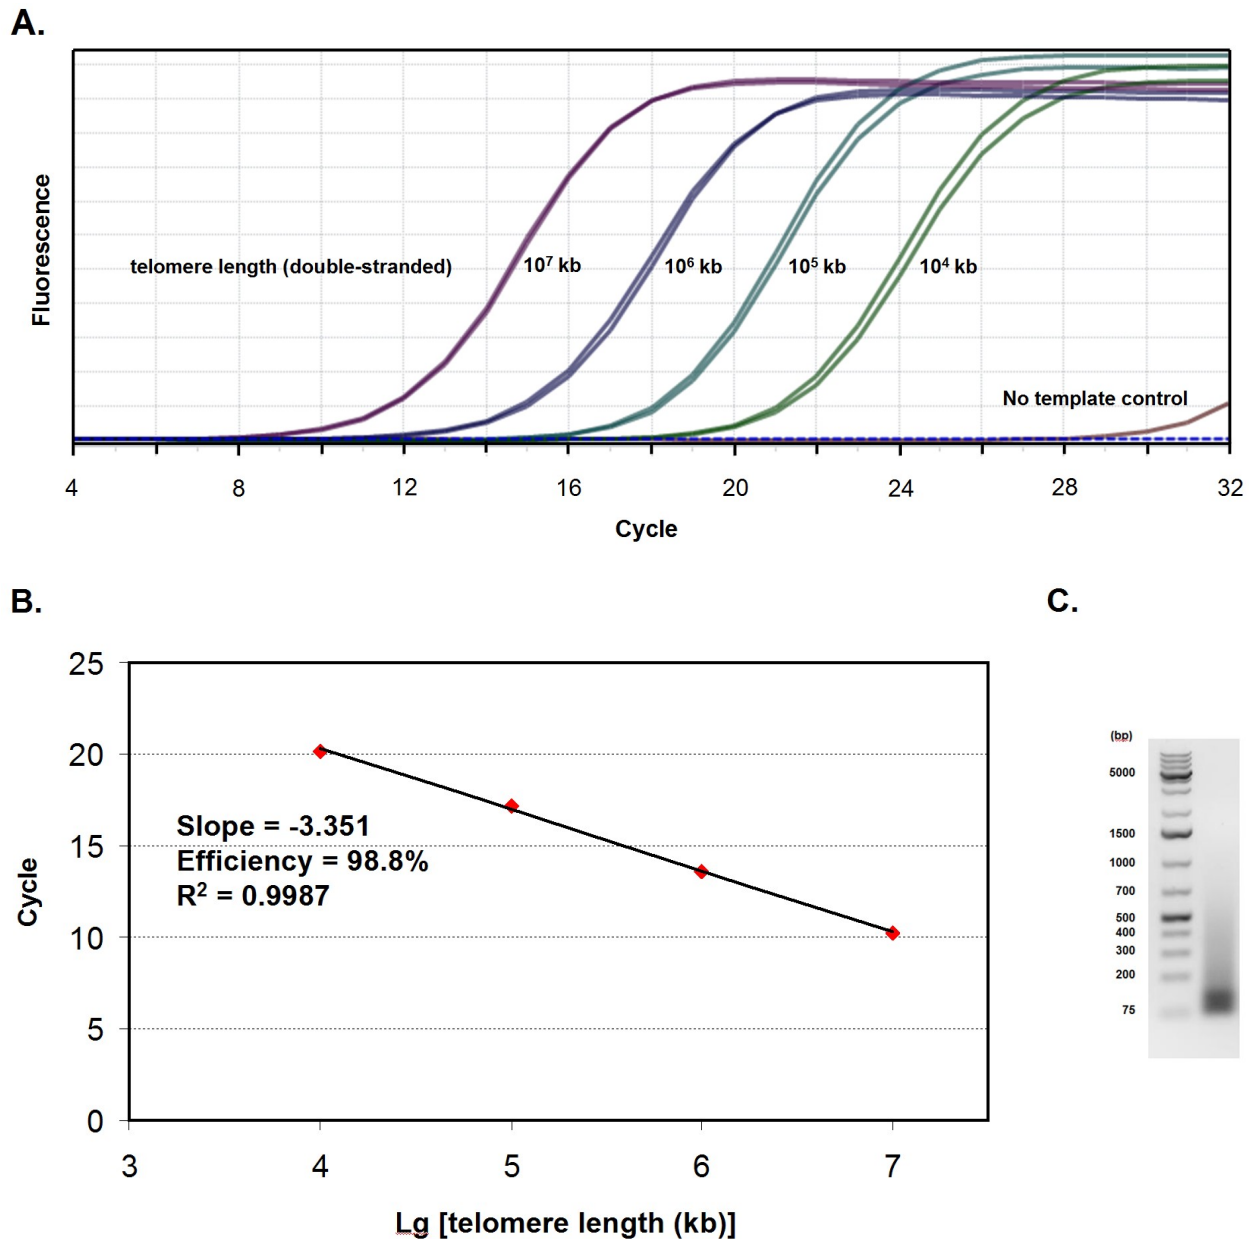 A.
Fluorescence
telomere length (double-stranded)
10⁷ kb
10⁶ kb
10⁵ kb
10⁴ kb
No template control
4 8 12 16 20 24 28 32
Cycle
B.
25
20
15
10
5
0
Cycle
Slope = -3.351
Efficiency = 98.8%
R² = 0.9987
3 4 5 6 7
Lg [telomere length (kb)]
C.
(bp)
5000
1500
1000
700
500
400
300
200
75